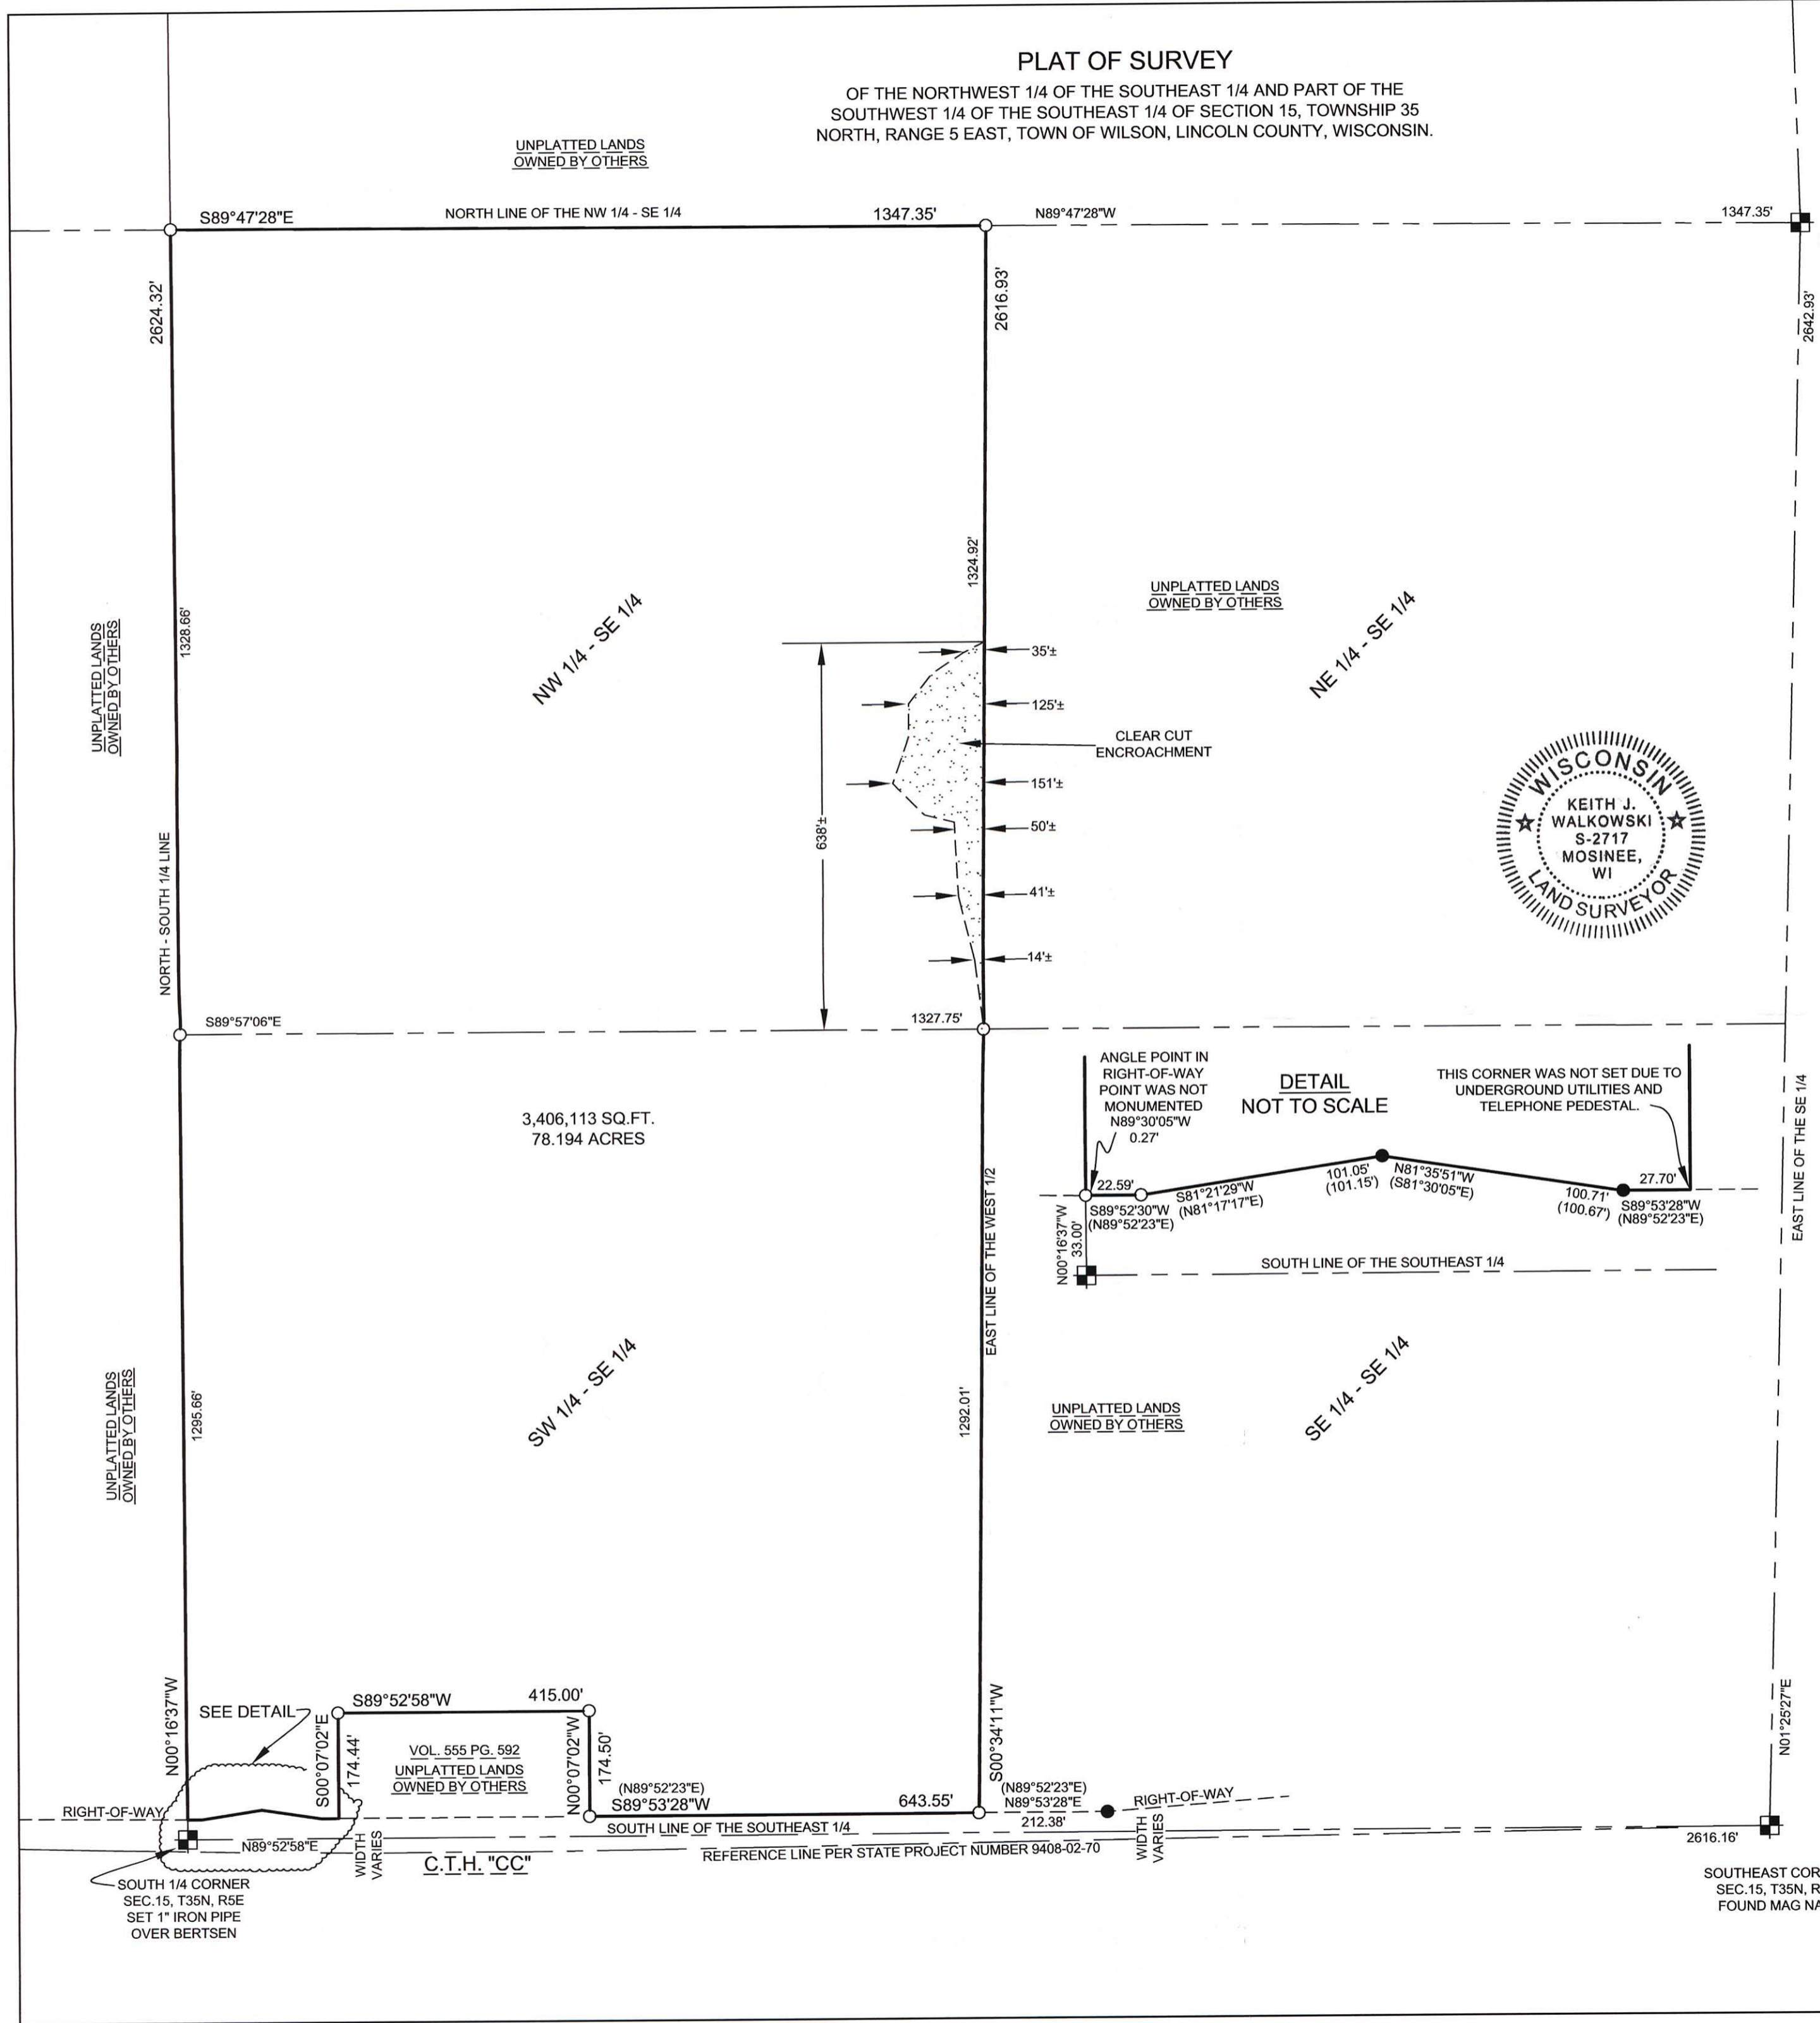 PLAT OF SURVEY
OF THE NORTHWEST 1/4 OF THE SOUTHEAST 1/4 AND PART OF THE
SOUTHWEST 1/4 OF THE SOUTHEAST 1/4 OF SECTION 15, TOWNSHIP 35
NORTH, RANGE 5 EAST, TOWN OF WILSON, LINCOLN COUNTY, WISCONSIN.
UNPLATTED LANDS
OWNED BY OTHERS
S89°47'28"E
NORTH LINE OF THE NW 1/4 - SE 1/4
1347.35'
N89°47'28"W
1347.35'
2624.32'
2616.93'
2642.93'
1324.92'
1328.66'
UNPLATTED LANDS
OWNED BY OTHERS
NW 1/4 - SE 1/4
UNPLATTED LANDS
OWNED BY OTHERS
NE 1/4 - SE 1/4
35'±
125'±
CLEAR CUT
ENCROACHMENT
151'±
638'±
50'±
41'±
14'±
WISCONSIN
KEITH J.
WALKOWSKI
S-2717
MOSINEE,
WI
LAND SURVEYOR
NORTH - SOUTH 1/4 LINE
S89°57'06"E
1327.75'
3,406,113 SQ.FT.
78.194 ACRES
ANGLE POINT IN
RIGHT-OF-WAY
POINT WAS NOT
MONUMENTED
N89°30'05"W
0.27'
DETAIL
NOT TO SCALE
THIS CORNER WAS NOT SET DUE TO
UNDERGROUND UTILITIES AND
TELEPHONE PEDESTAL.
22.59'
S89°52'30"W
(N89°52'23"E)
S81°21'29"W
(N81°17'17"E)
101.05'
(101.15')
N81°35'51"W
(S81°30'05"E)
100.71'
(100.67')
27.70'
S89°53'28"W
(N89°52'23"E)
N00°16'37"W
33.00'
SOUTH LINE OF THE SOUTHEAST 1/4
EAST LINE OF THE SE 1/4
EAST LINE OF THE WEST 1/2
UNPLATTED LANDS
OWNED BY OTHERS
1295.66'
SW 1/4 - SE 1/4
1292.01'
UNPLATTED LANDS
OWNED BY OTHERS
SE 1/4 - SE 1/4
N00°16'37"W
SEE DETAIL
S00°07'02"E
174.44'
S89°52'58"W
415.00'
VOL. 555 PG. 592
UNPLATTED LANDS
OWNED BY OTHERS
N00°07'02"W
174.50'
(N89°52'23"E)
S89°53'28"W
643.55'
S00°34'11"W
(N89°52'23"E)
N89°53'28"E
212.38'
RIGHT-OF-WAY
N01°25'27"E
RIGHT-OF-WAY
N89°52'58"E
WIDTH
VARIES
C.T.H. "CC"
SOUTH LINE OF THE SOUTHEAST 1/4
REFERENCE LINE PER STATE PROJECT NUMBER 9408-02-70
WIDTH
VARIES
2616.16'
SOUTH 1/4 CORNER
SEC.15, T35N, R5E
SET 1" IRON PIPE
OVER BERTSEN
SOUTHEAST COR
SEC.15, T35N, R
FOUND MAG NA